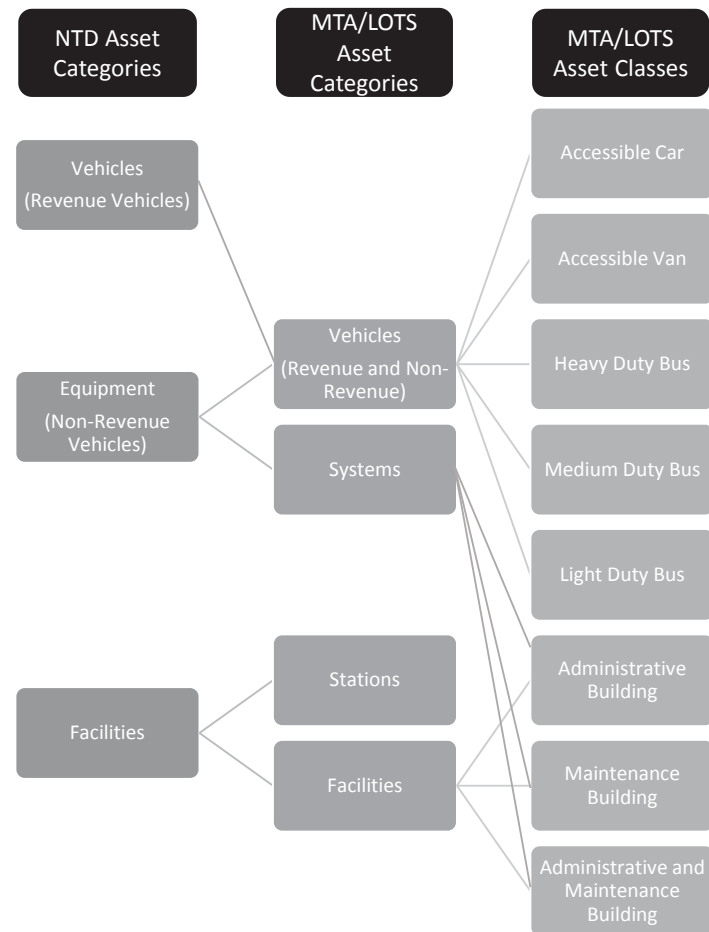 NTD Asset
Categories
MTA/LOTS
Asset
Categories
MTA/LOTS
Asset Classes
Vehicles
(Revenue Vehicles)
Equipment
(Non-Revenue
Vehicles)
Facilities
Vehicles
(Revenue and Non-
Revenue)
Systems
Stations
Facilities
Accessible Car
Accessible Van
Heavy Duty Bus
Medium Duty Bus
Light Duty Bus
Administrative
Building
Maintenance
Building
Administrative and
Maintenance
Building